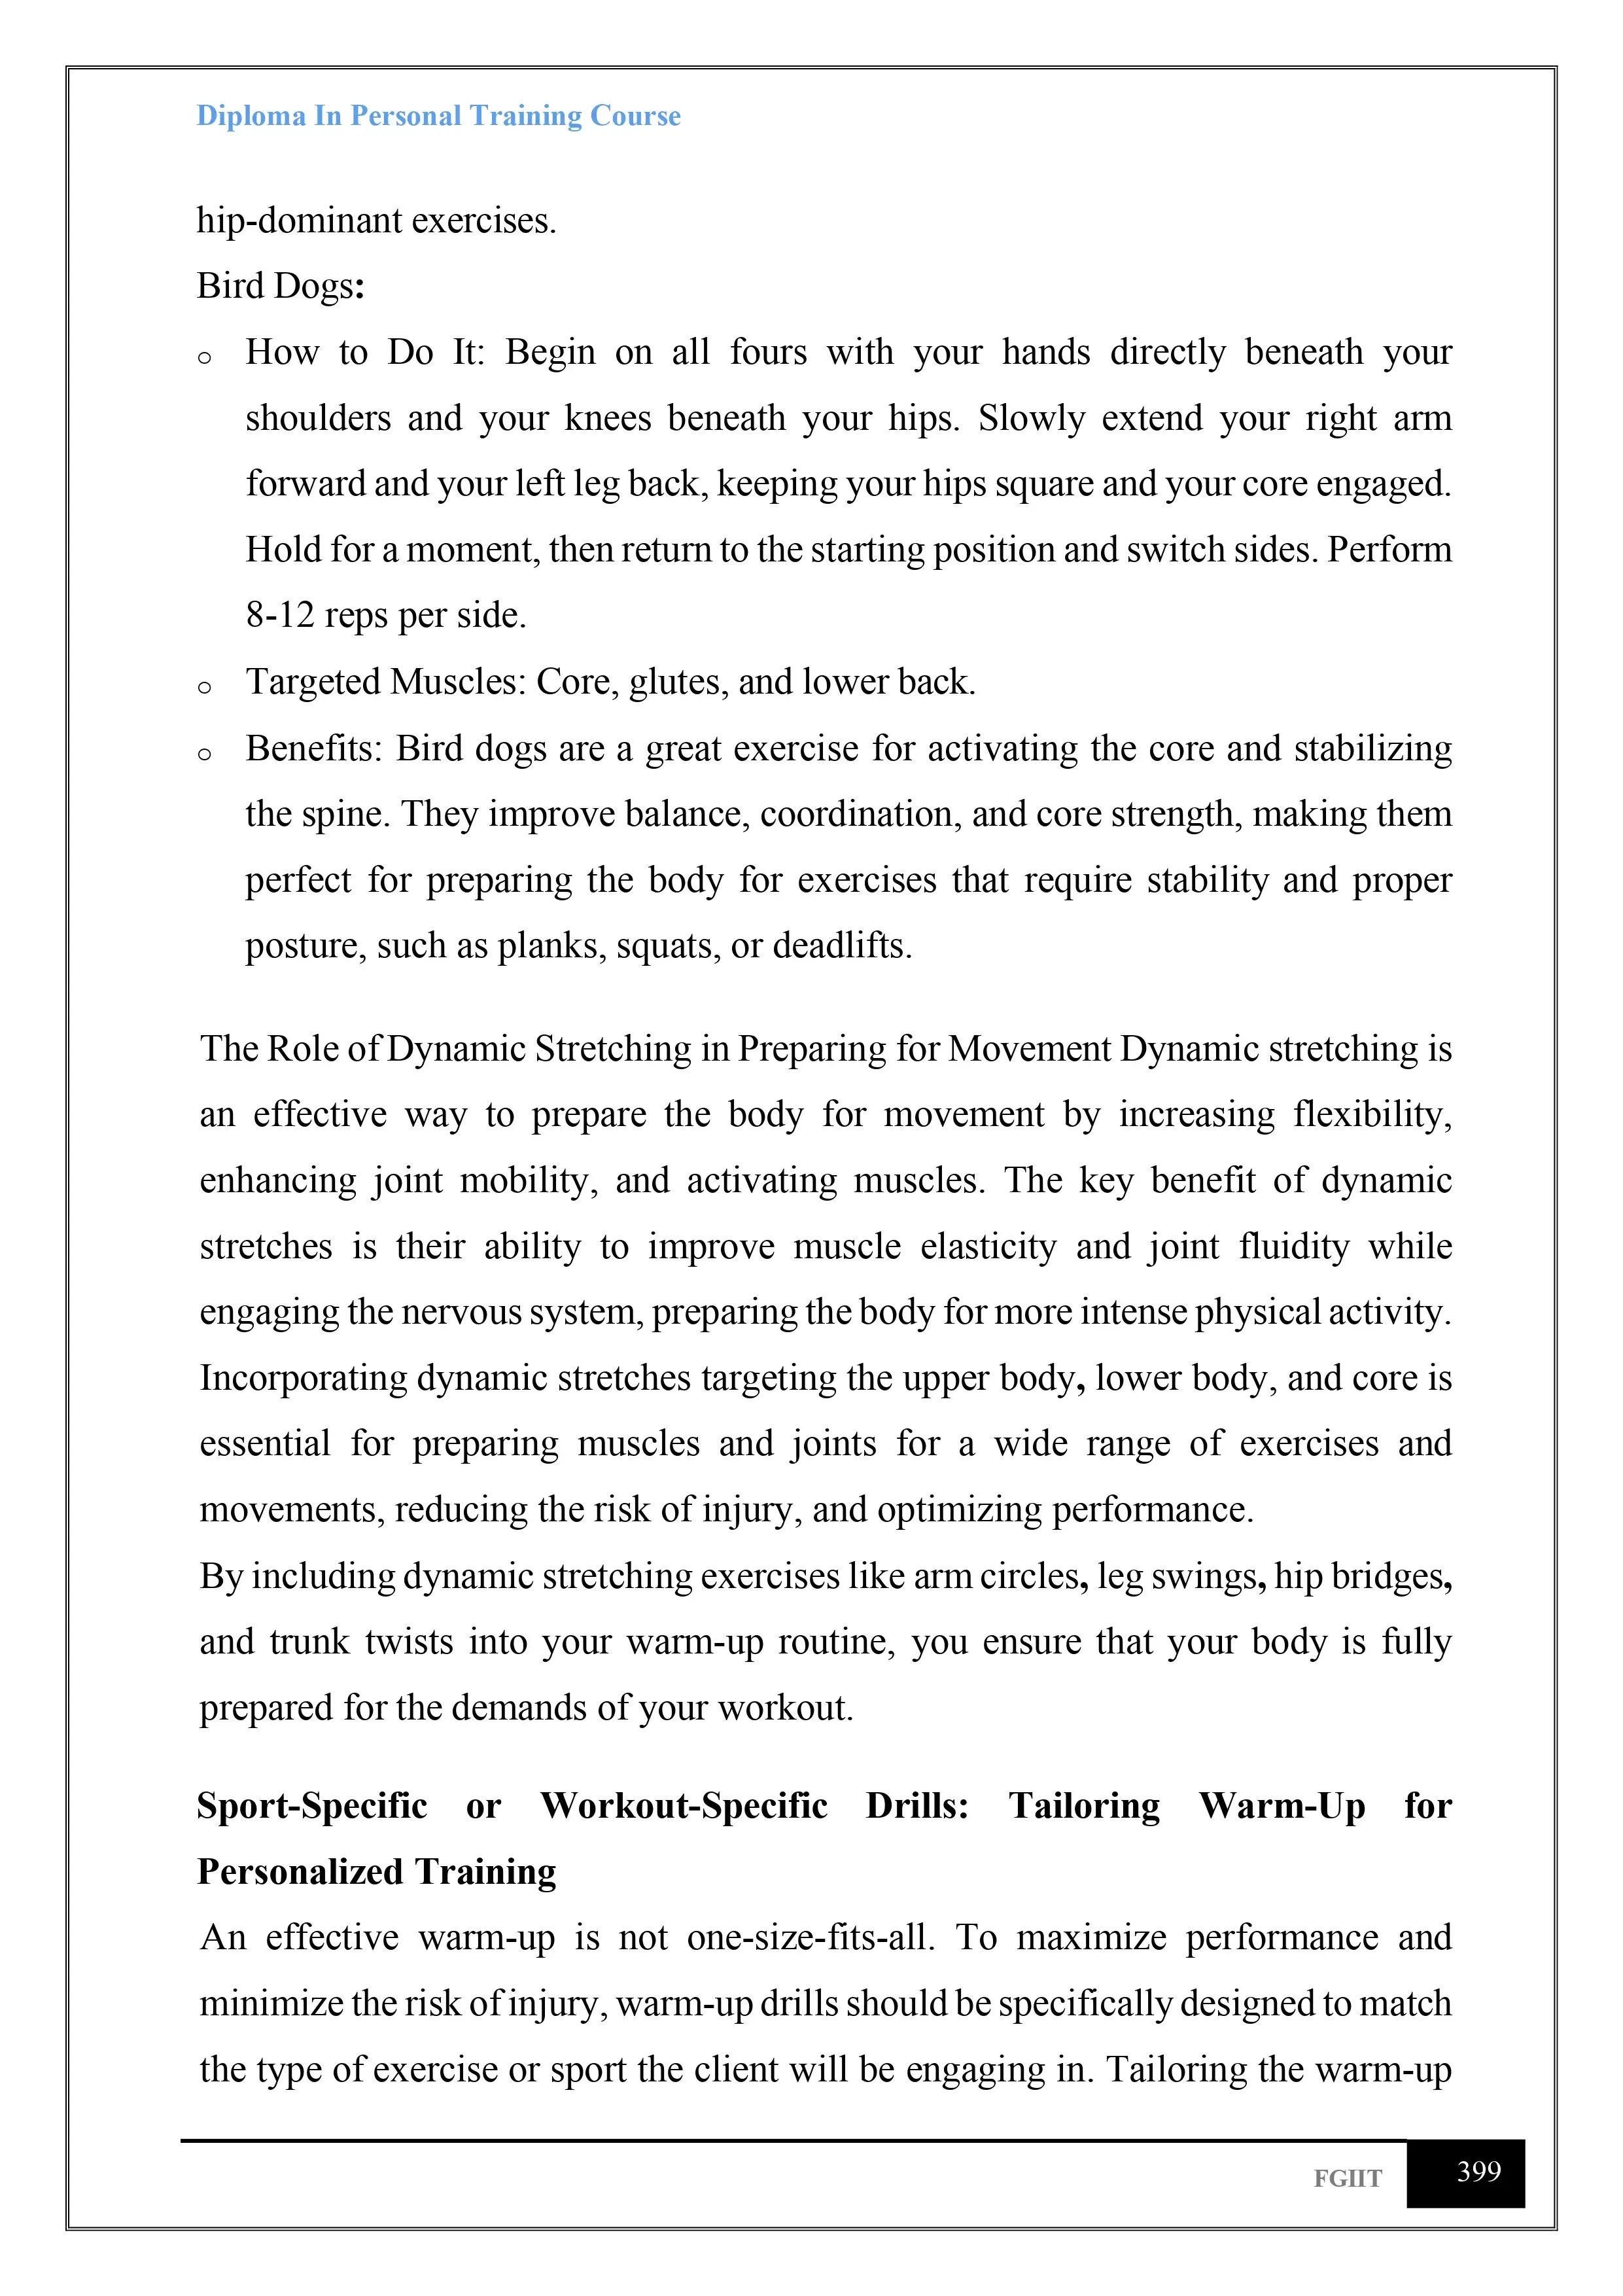 Diploma In Personal Training Course
hip-dominant exercises.
Bird Dogs:
o How to Do It: Begin on all fours with your hands directly beneath your
shoulders and your knees beneath your hips. Slowly extend your right arm
forward and your left leg back, keeping your hips square and your core engaged.
Hold for a moment, then return to the starting position and switch sides. Perform
8-12 reps per side.
o Targeted Muscles: Core, glutes, and lower back.
o Benefits: Bird dogs are a great exercise for activating the core and stabilizing
the spine. They improve balance, coordination, and core strength, making them
perfect for preparing the body for exercises that require stability and proper
posture, such as planks, squats, or deadlifts.
The Role of Dynamic Stretching in Preparing for Movement Dynamic stretching is
an effective way to prepare the body for movement by increasing flexibility,
enhancing joint mobility, and activating muscles. The key benefit of dynamic
stretches is their ability to improve muscle elasticity and joint fluidity while
engaging the nervous system, preparing the body for more intense physical activity.
Incorporating dynamic stretches targeting the upper body, lower body, and core is
essential for preparing muscles and joints for a wide range of exercises and
movements, reducing the risk of injury, and optimizing performance.
By including dynamic stretching exercises like arm circles, leg swings, hip bridges,
and trunk twists into your warm-up routine, you ensure that your body is fully
prepared for the demands of your workout.
Sport-Specific or Workout-Specific Drills: Tailoring Warm-Up for
Personalized Training
An effective warm-up is not one-size-fits-all. To maximize performance and
minimize the risk of injury, warm-up drills should be specifically designed to match
the type of exercise or sport the client will be engaging in. Tailoring the warm-up
FGIIT 399